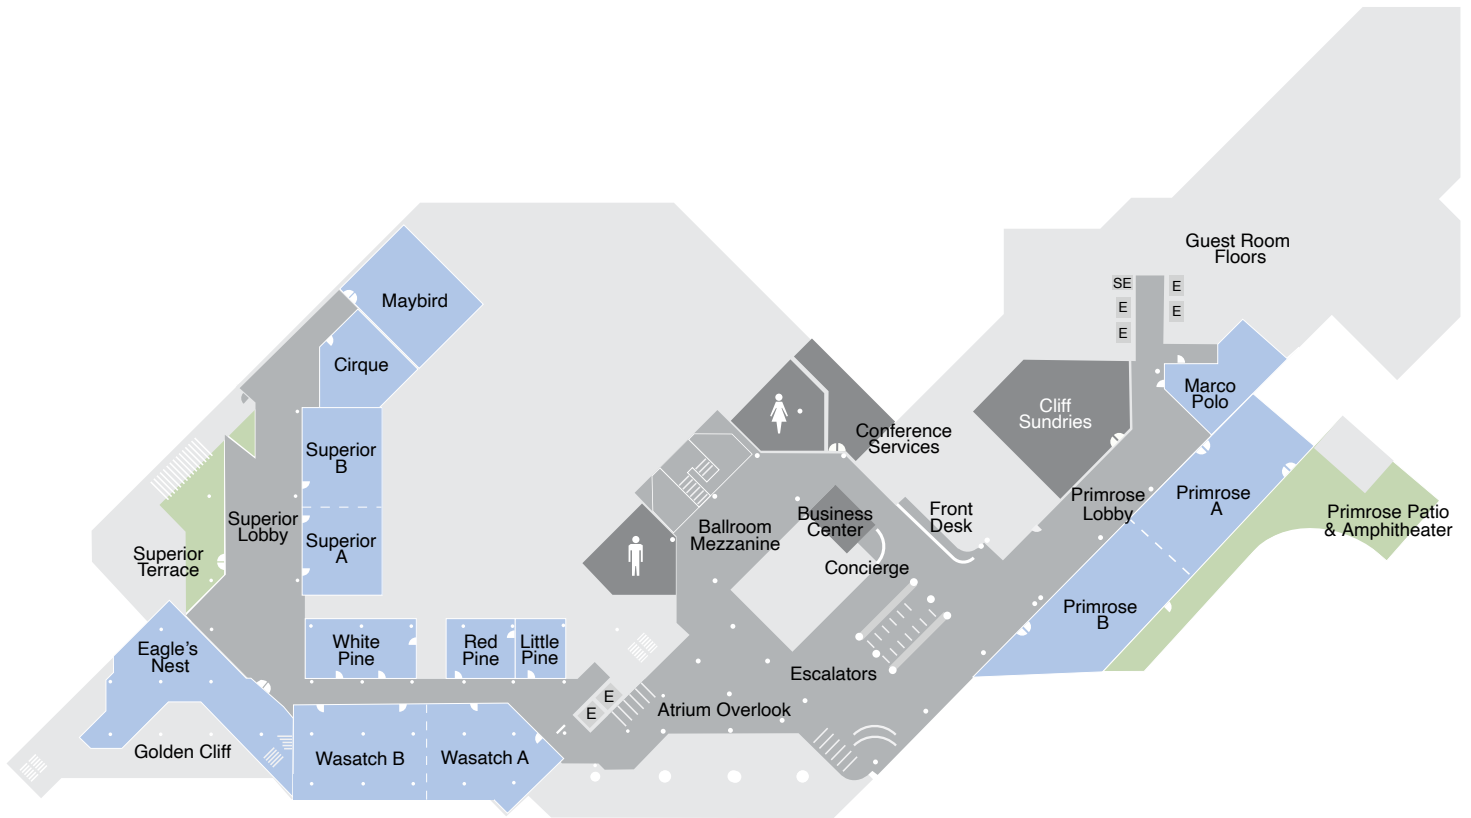 Guest Room
Floors
SE
E
E
E
E
Maybird
Cirque
Marco
Polo
Cliff
Sundries
Conference
Services
Superior
B
Superior
A
Superior
Lobby
Superior
Terrace
Ballroom
Mezzanine
Business
Center
Front
Desk
Concierge
Primrose
Lobby
Primrose
A
Primrose Patio
& Amphitheater
Primrose
B
Eagle's
Nest
White
Pine
Red
Pine
Little
Pine
Escalators
E
E
Atrium Overlook
Golden Cliff
Wasatch B
Wasatch A